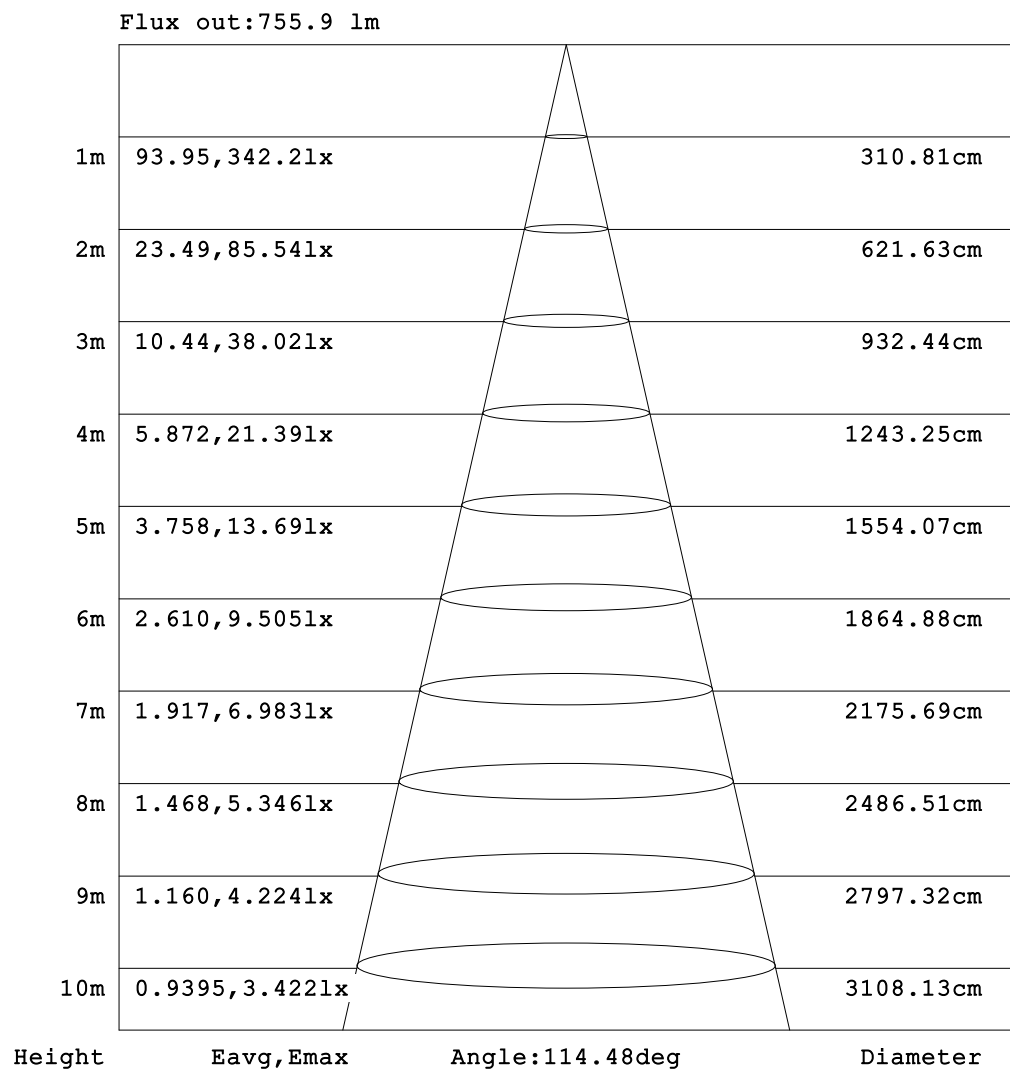 Flux out:755.9 lm
1m 93.95,342.2lx 310.81cm
2m 23.49,85.54lx 621.63cm
3m 10.44,38.02lx 932.44cm
4m 5.872,21.39lx 1243.25cm
5m 3.758,13.69lx 1554.07cm
6m 2.610,9.505lx 1864.88cm
7m 1.917,6.983lx 2175.69cm
8m 1.468,5.346lx 2486.51cm
9m 1.160,4.224lx 2797.32cm
10m 0.9395,3.422lx 3108.13cm
Height Eavg,Emax Angle:114.48deg Diameter